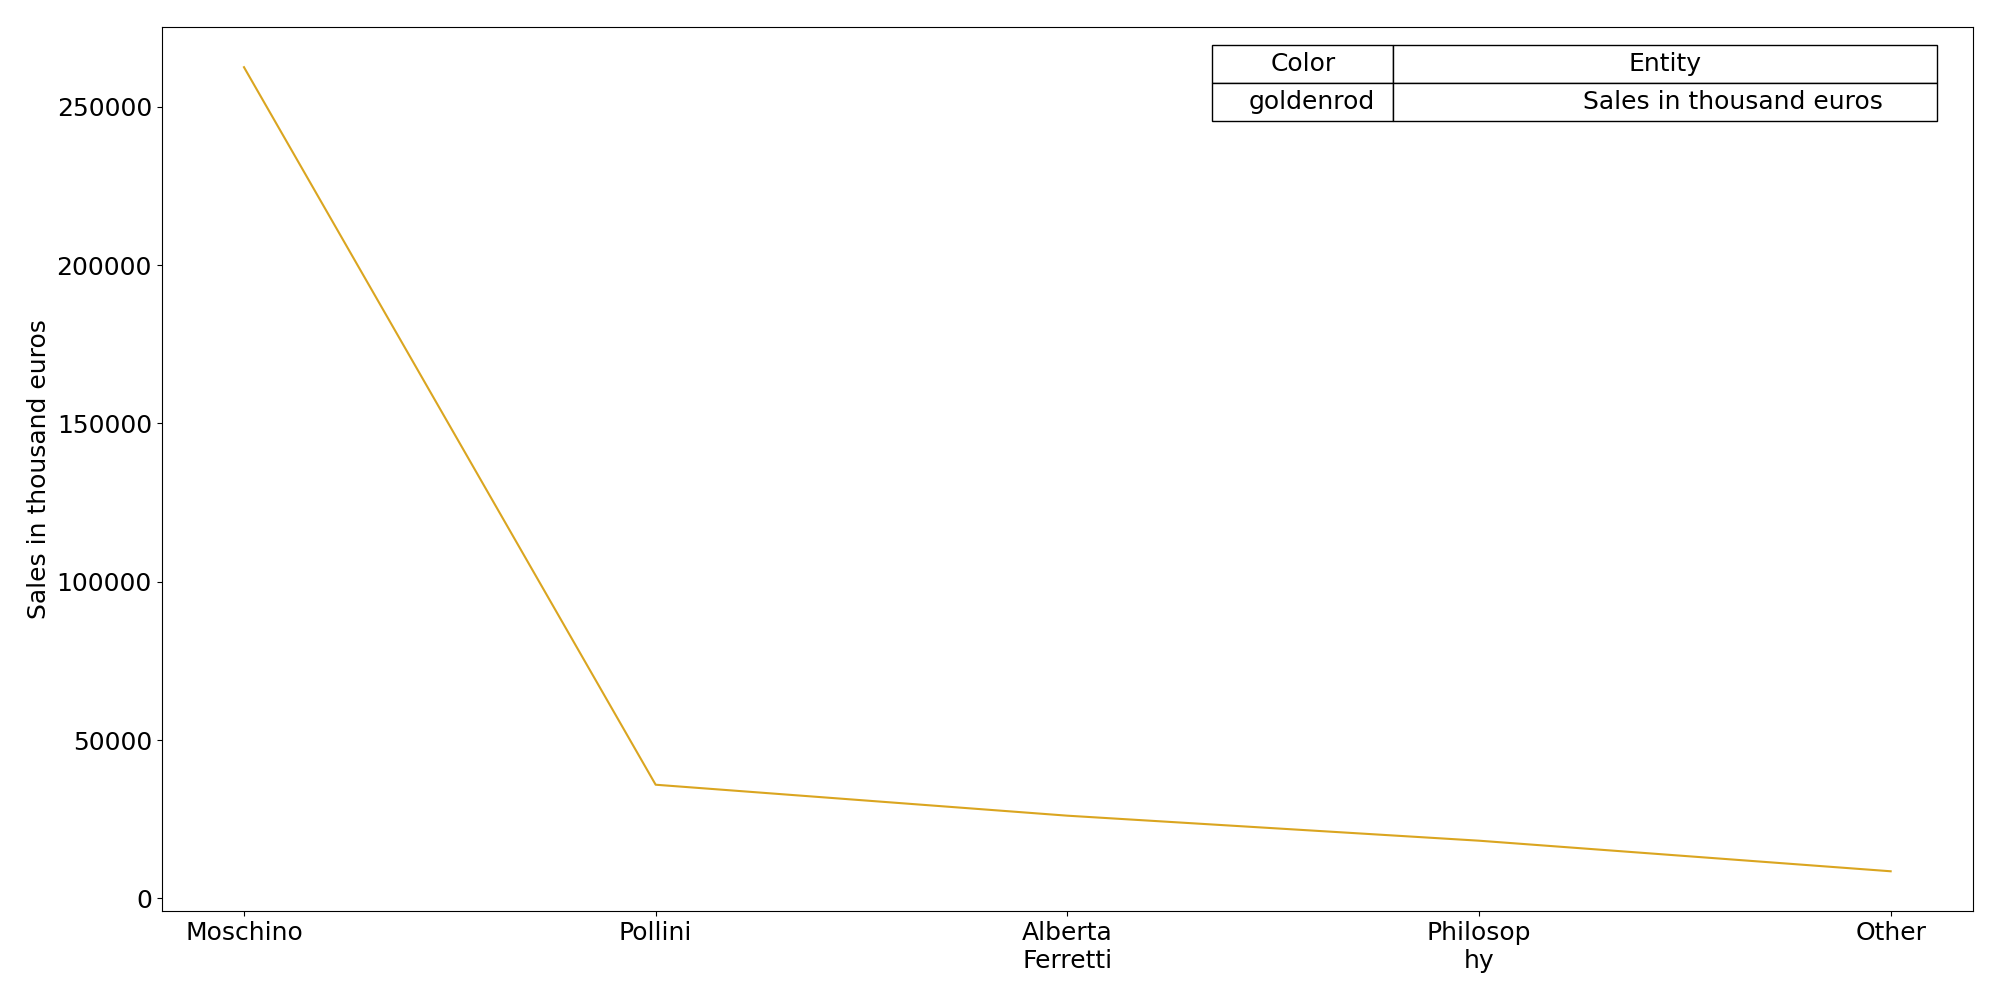 Color Entity
goldenrod Sales in thousand euros
Sales in thousand euros
250000
200000
150000
100000
50000
0
Moschino Pollini Alberta Philosop Other
Ferretti hy